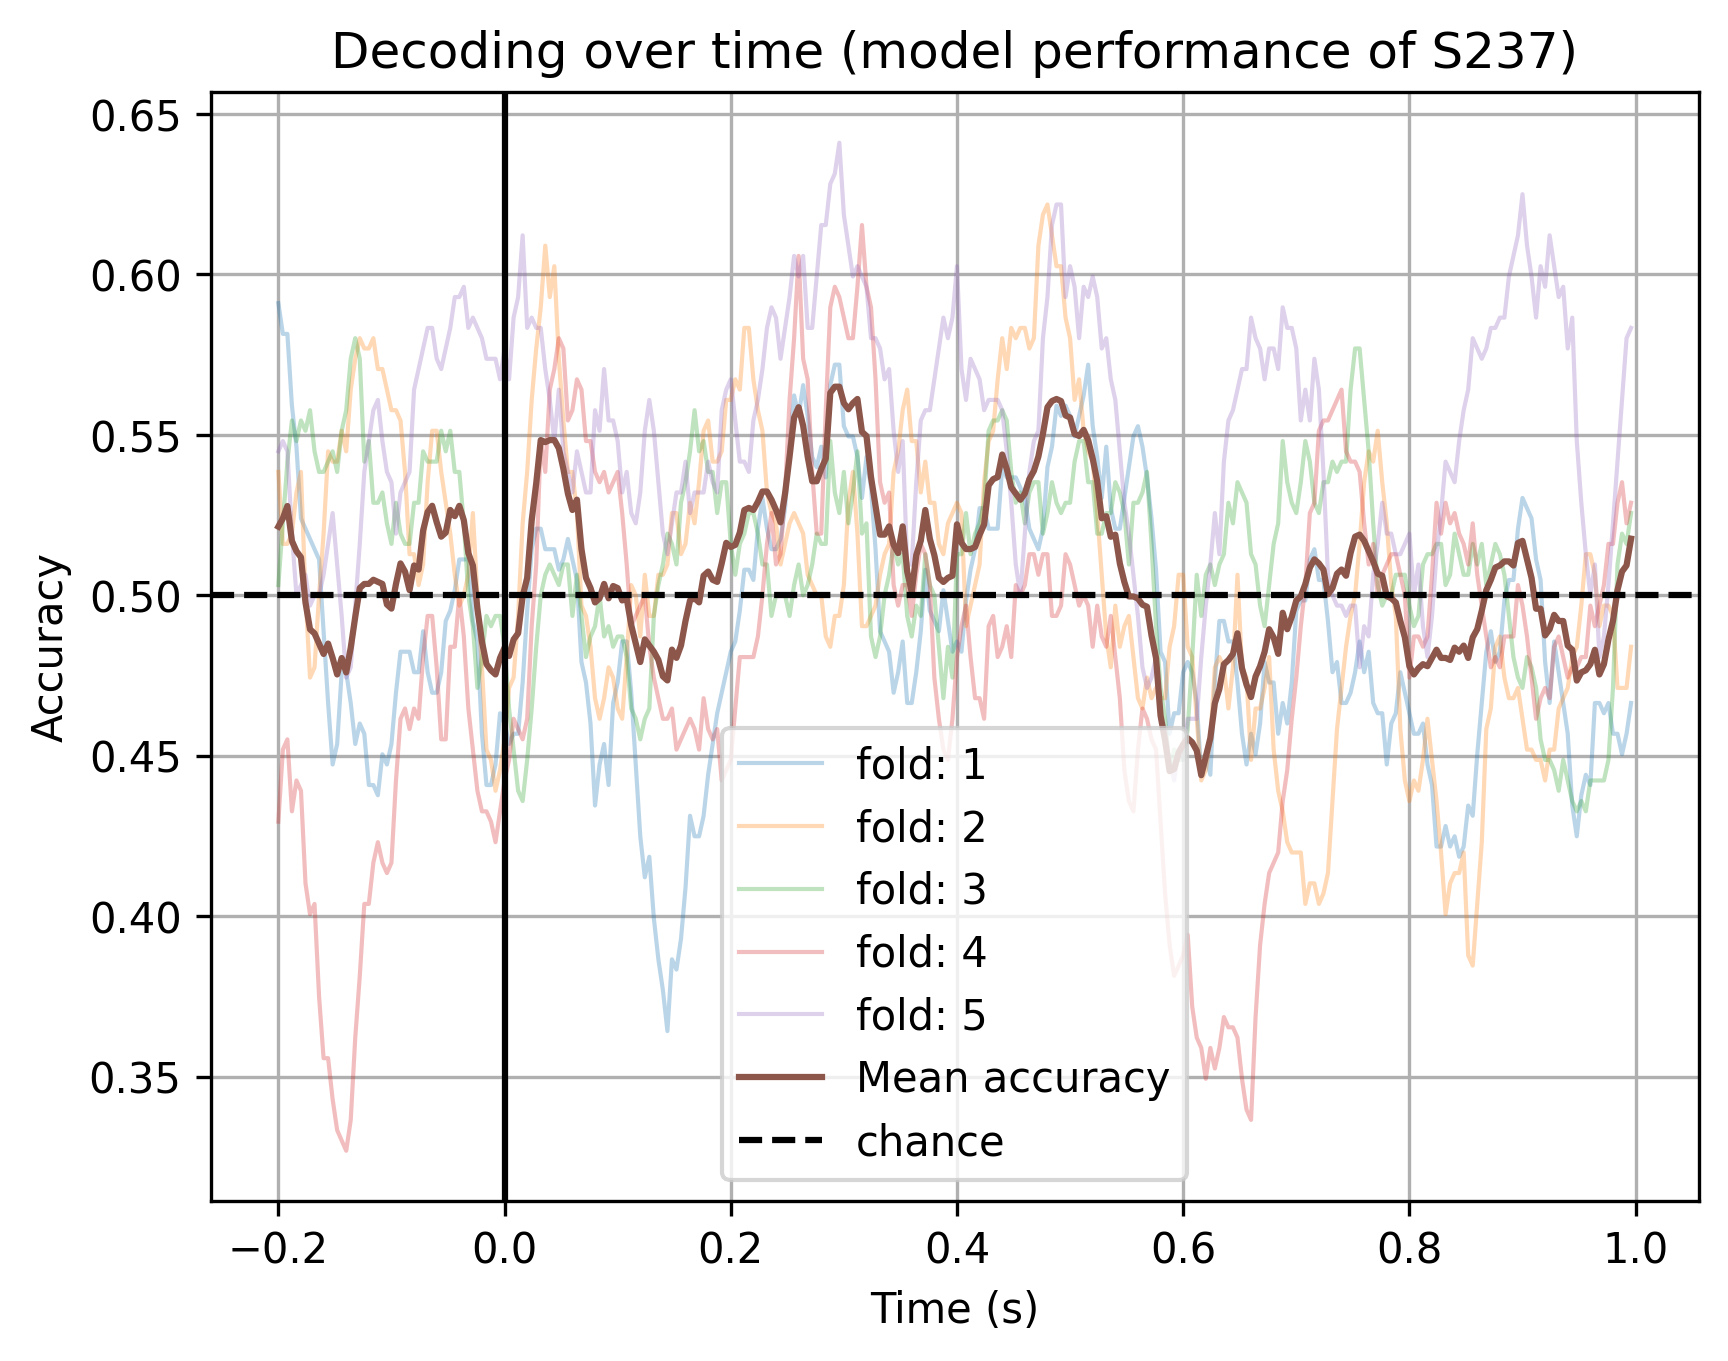 Decoding over time (model performance of S237)
0.65
0.60
0.55
0.50
0.45
0.40
0.35
Accuracy
fold: 1
fold: 2
fold: 3
fold: 4
fold: 5
Mean accuracy
chance
−0.2 0.0 0.2 0.4 0.6 0.8 1.0
Time (s)